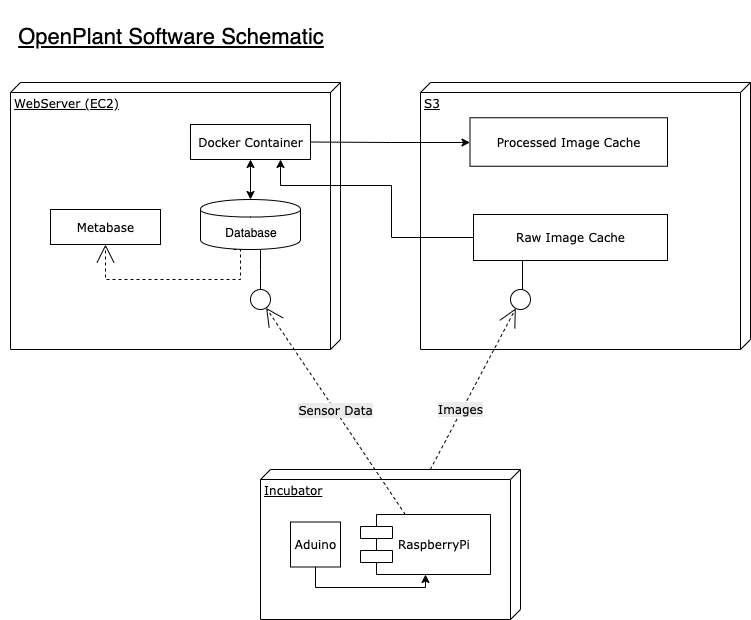 OpenPlant Software Schematic
WebServer (EC2)
S3
Docker Container
Processed Image Cache
Metabase
Database
Raw Image Cache
Sensor Data
Images
Incubator
Aduino
RaspberryPi